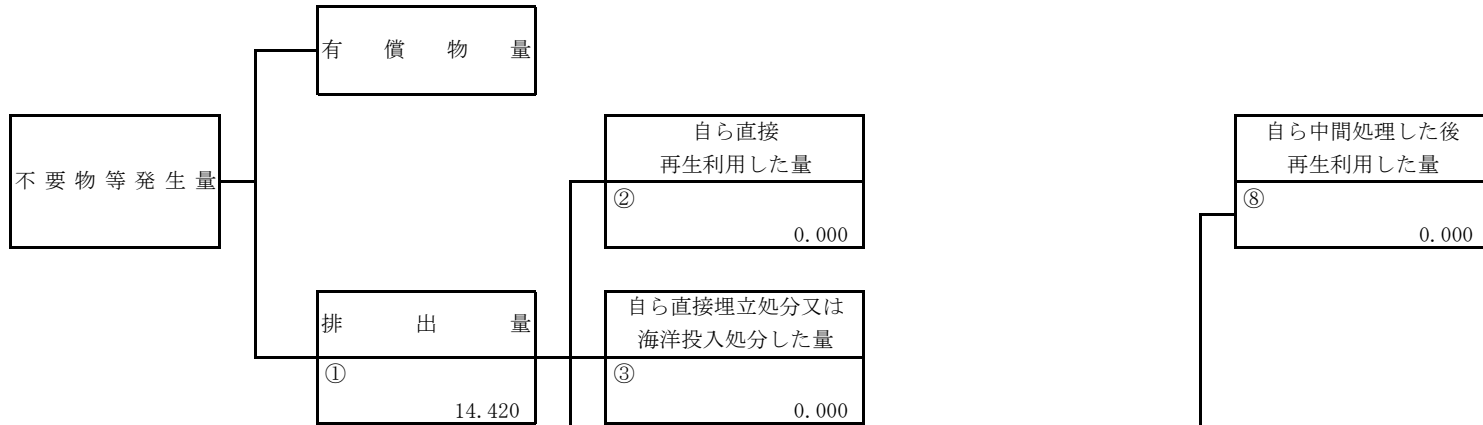 有償物量
自ら直接
再生利用した量
②
0.000
自ら中間処理した後
再生利用した量
⑧
0.000
不要物等発生量
排出量
①
14.420
自ら直接埋立処分又は
海洋投入処分した量
③
0.000